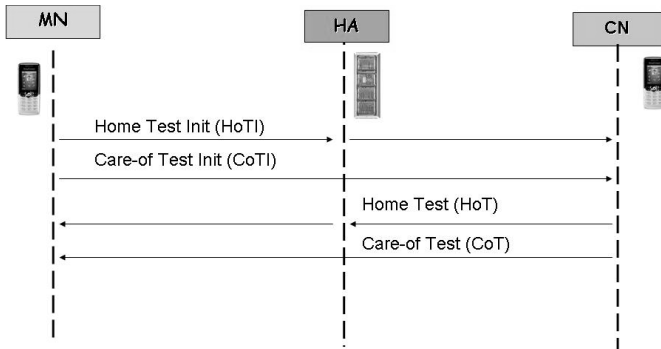 MN
HA
CN
Home Test Init (HoTI)
Care-of Test Init (CoTI)
Home Test (HoT)
Care-of Test (CoT)